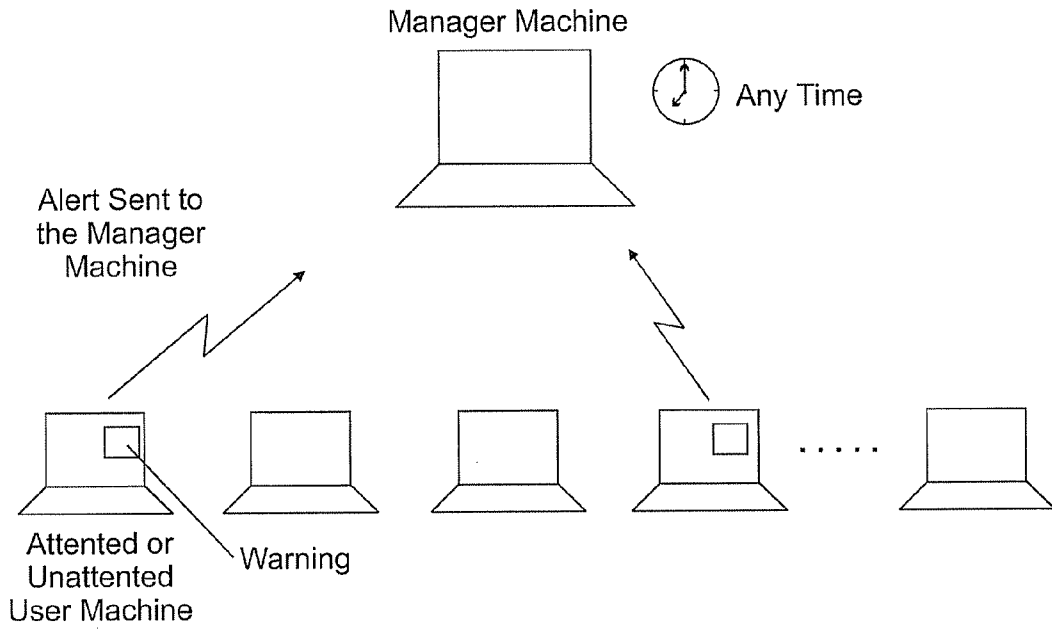 Manager Machine
Any Time
Alert Sent to
the Manager
Machine
Attented or
Unattented
User Machine
Warning